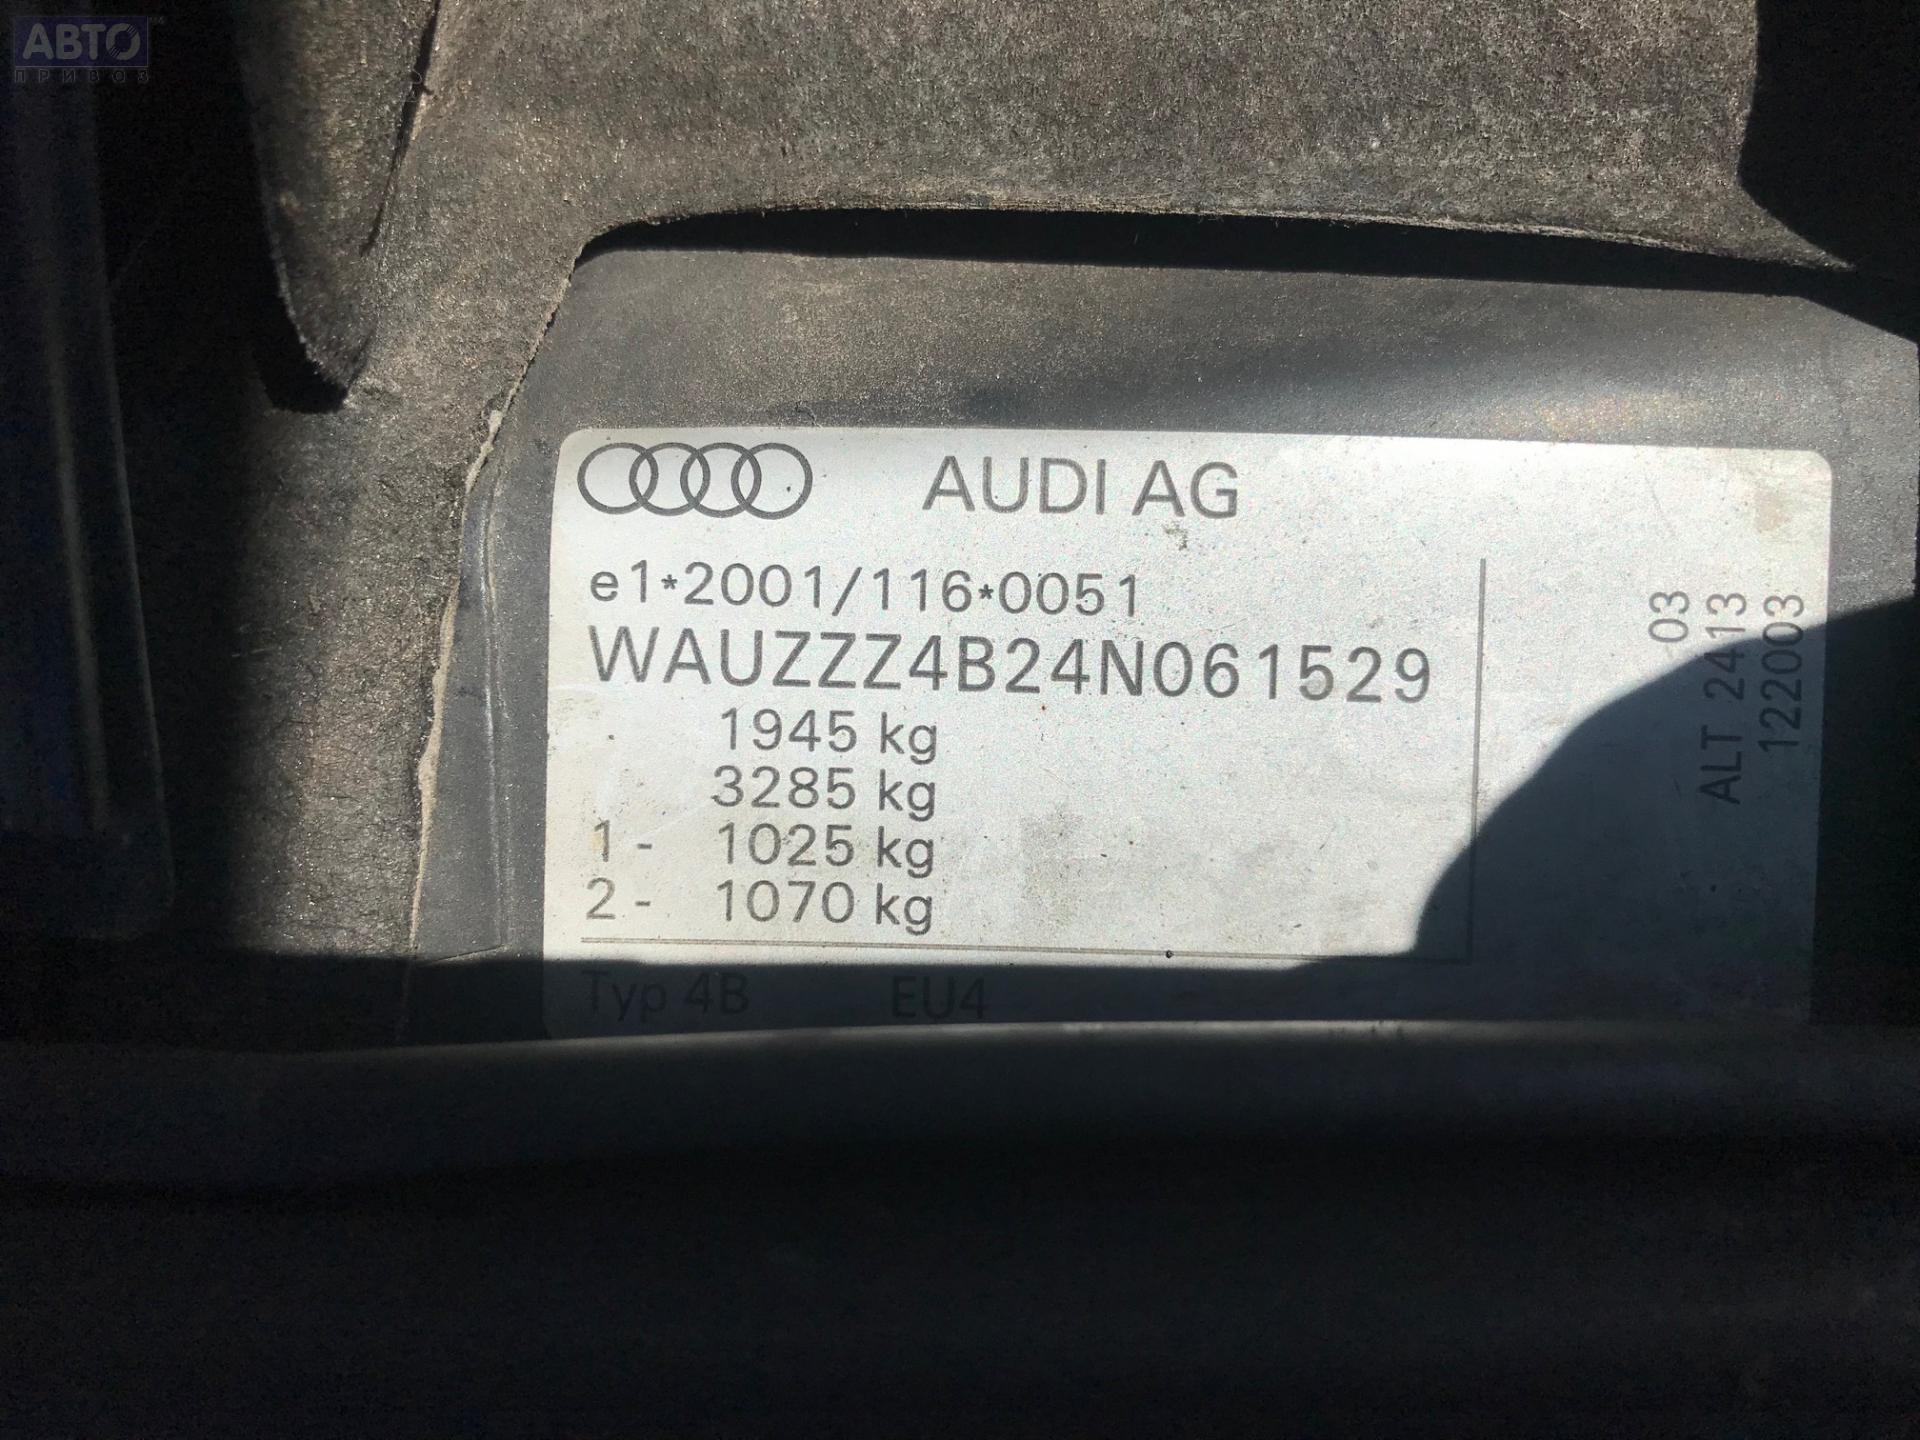 АВТО
ПРИВОЗ
AUDI AG
e1*2001/116*0051
WAUZZZ4B24N061529
1945 kg
3285 kg
1 - 1025 kg
2 - 1070 kg
Typ 4B EU4
03
ALT 2413
122003